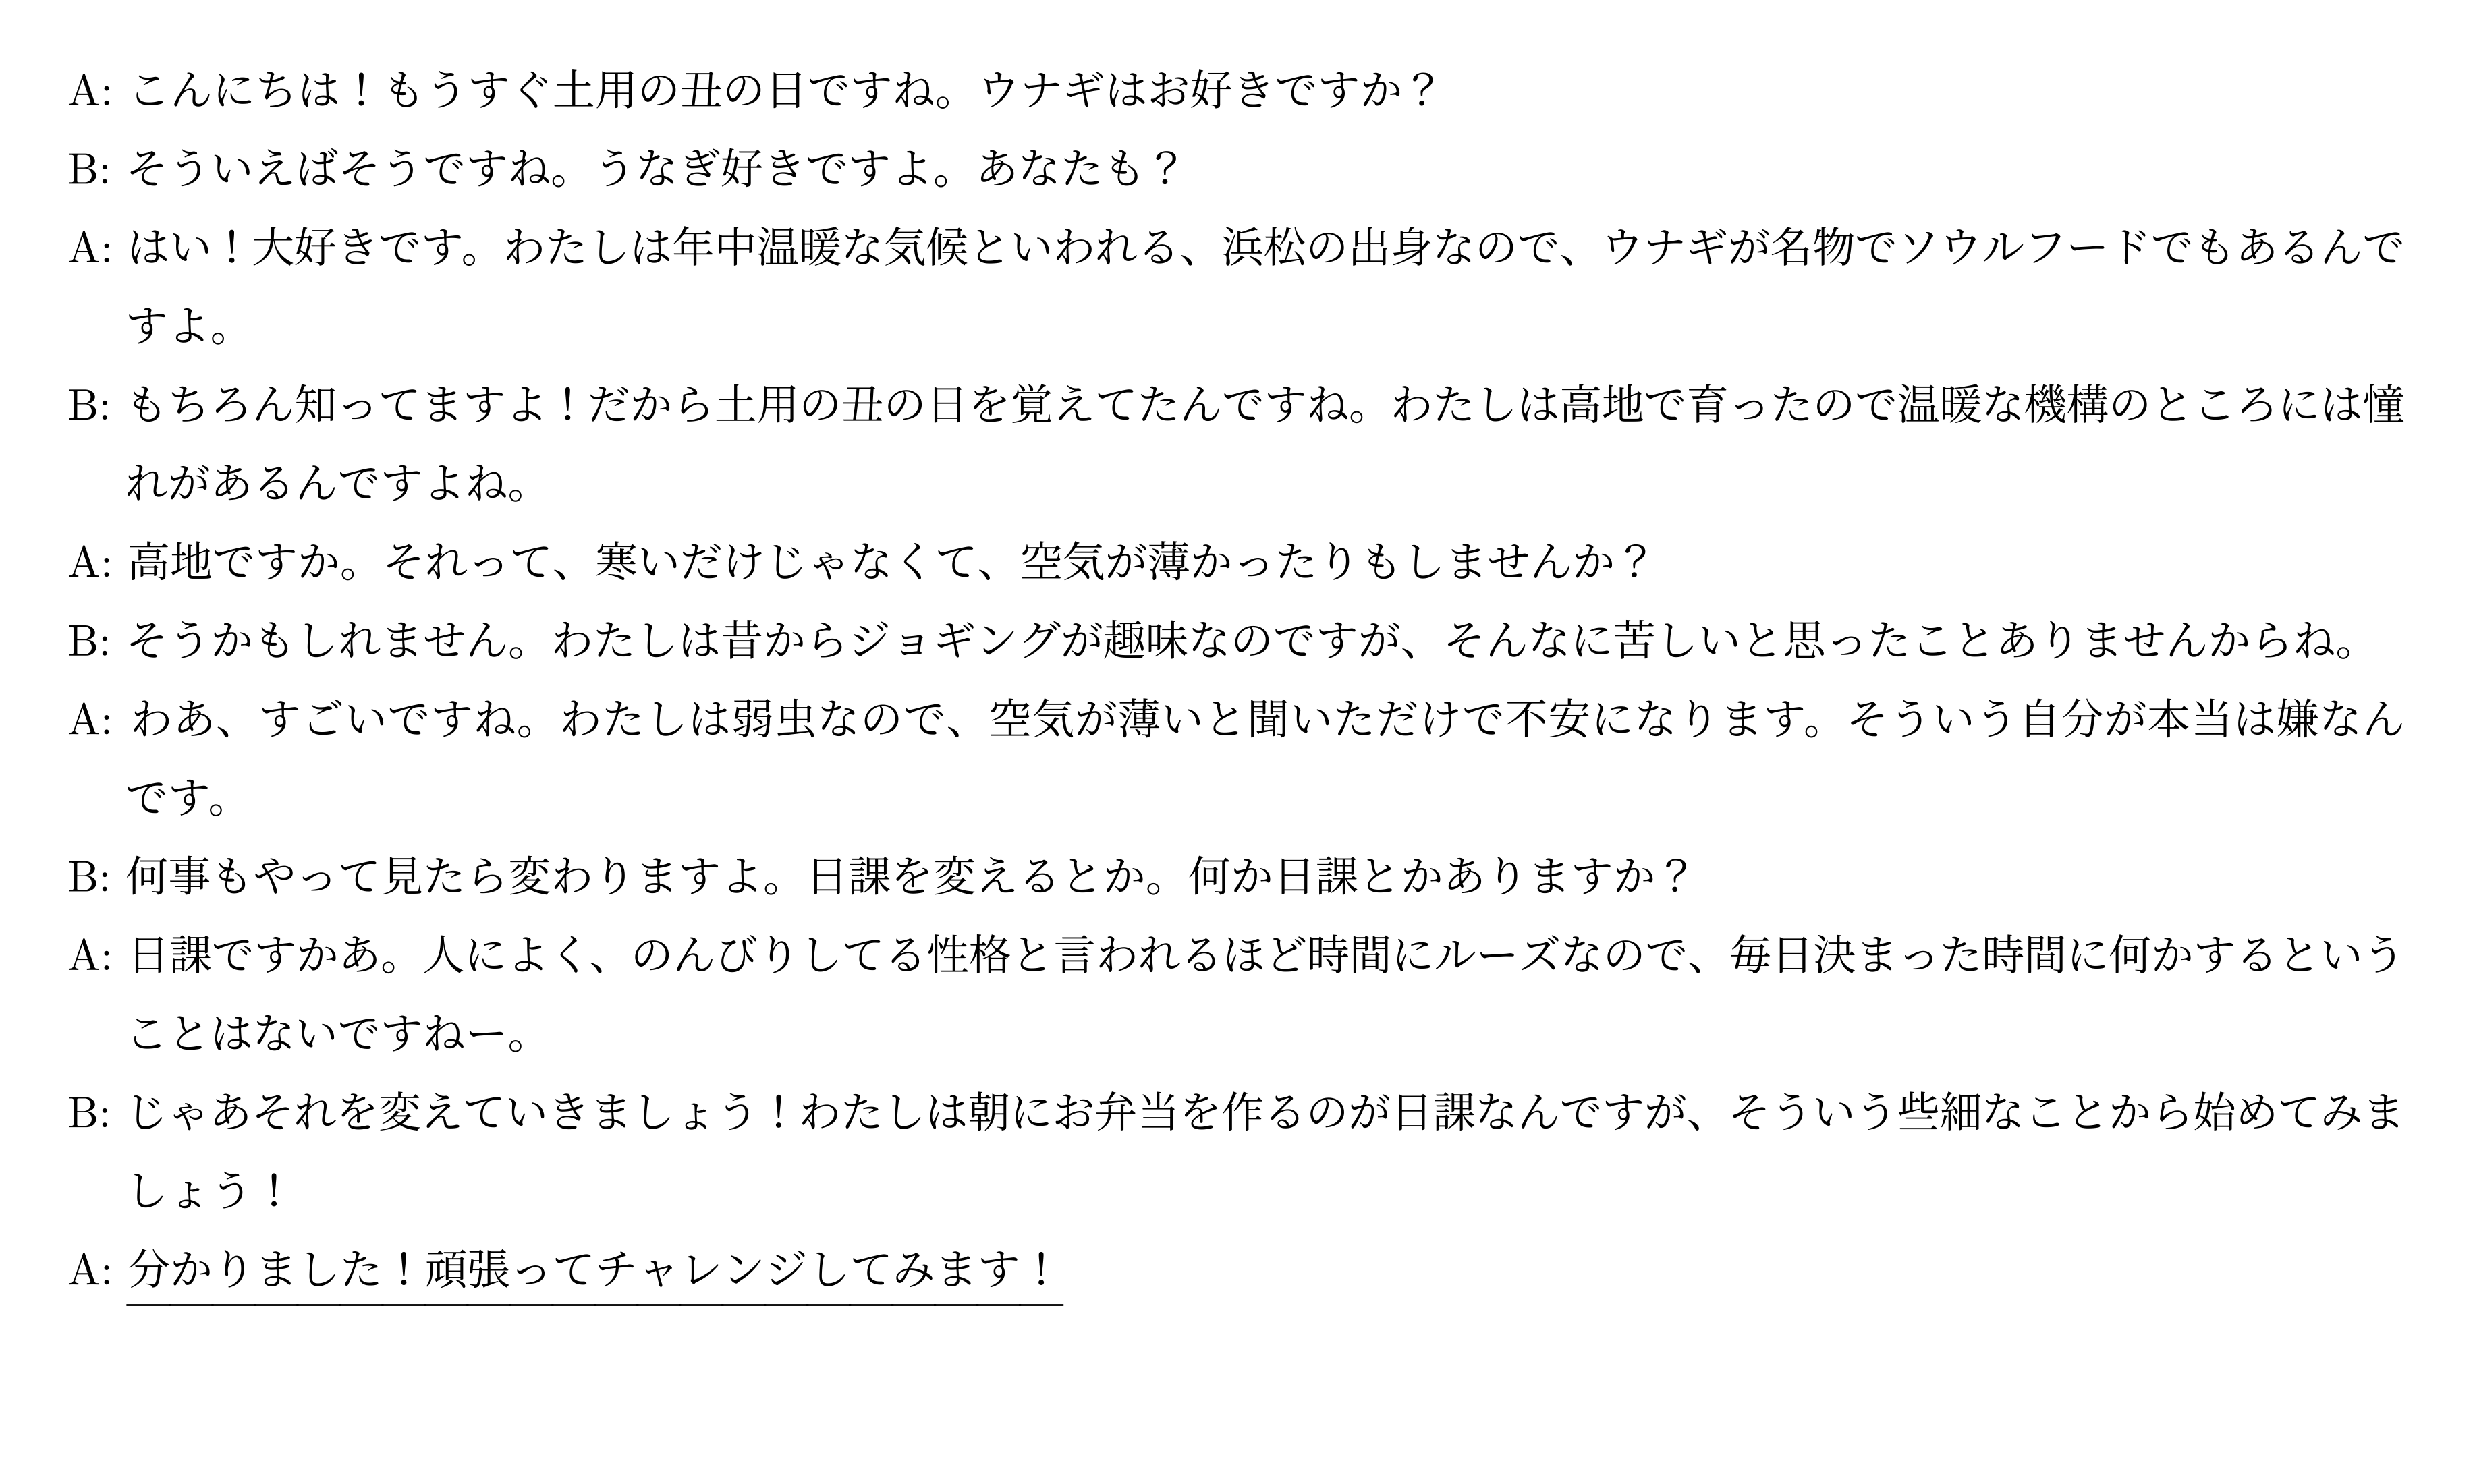 A: こんにちは！もうすぐ土用の丑の日ですね。ウナギはお好きですか？
B: そういえばそうですね。うなぎ好きですよ。あなたも？
A: はい！大好きです。わたしは年中温暖な気候といわれる、浜松の出身なので、ウナギが名物でソウルフードでもあるんで
すよ。
B: もちろん知ってますよ！だから土用の丑の日を覚えてたんですね。わたしは高地で育ったので温暖な機構のところには憧
れがあるんですよね。
A: 高地ですか。それって、寒いだけじゃなくて、空気が薄かったりもしませんか？
B: そうかもしれません。わたしは昔からジョギングが趣味なのですが、そんなに苦しいと思ったことありませんからね。
A: わあ、すごいですね。わたしは弱虫なので、空気が薄いと聞いただけで不安になります。そういう自分が本当は嫌なん
です。
B: 何事もやって見たら変わりますよ。日課を変えるとか。何か日課とかありますか？
A: 日課ですかあ。人によく、のんびりしてる性格と言われるほど時間にルーズなので、毎日決まった時間に何かするという
ことはないですねー。
B: じゃあそれを変えていきましょう！わたしは朝にお弁当を作るのが日課なんですが、そういう些細なことから始めてみま
しょう！
A: 分かりました！頑張ってチャレンジしてみます！